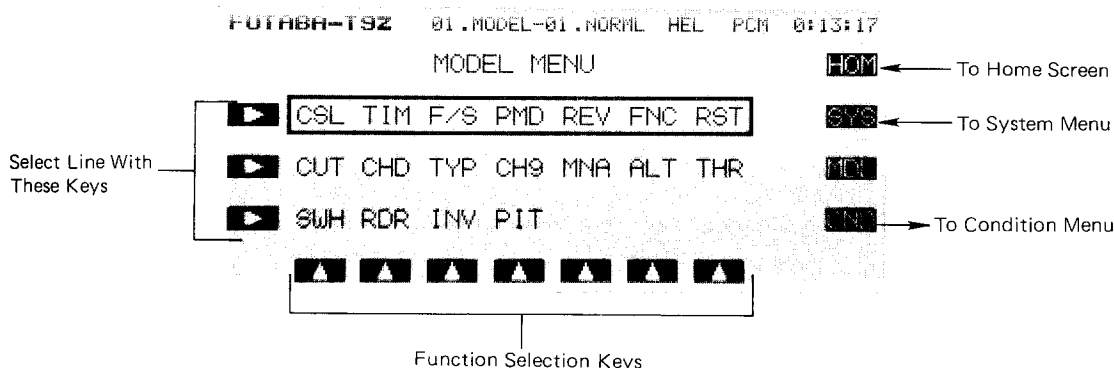 FUTABA-T9Z 01.MODEL-01.NORML HEL PCM 0:13:17
MODEL MENU
HOM
To Home Screen
CSL TIM F/S PMD REV FNC RST
SYS
To System Menu
Select Line With
These Keys
CUT CHD TYP CH9 MNA ALT THR
SWH RDR INV PIT
To Condition Menu
Function Selection Keys